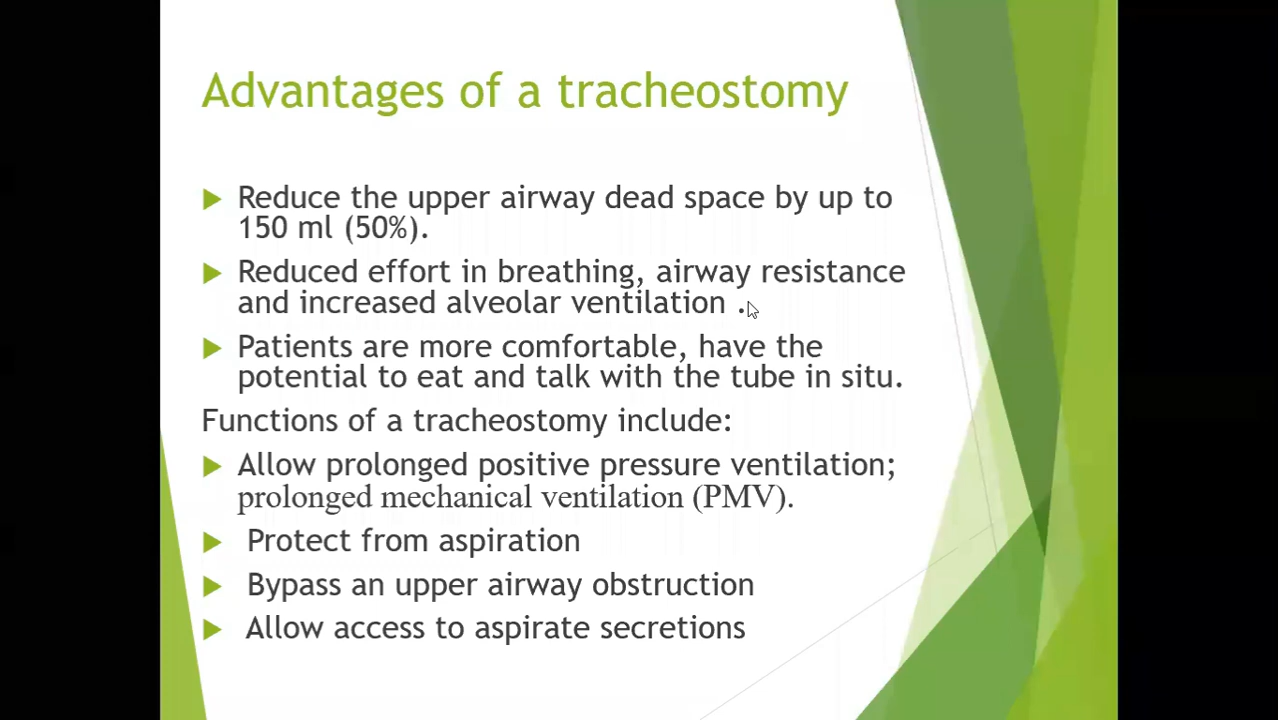 Advantages of a tracheostomy
Reduce the upper airway dead space by up to
150 ml (50%).
Reduced effort in breathing, airway resistance
and increased alveolar ventilation .
Patients are more comfortable, have the
potential to eat and talk with the tube in situ.
Functions of a tracheostomy include:
Allow prolonged positive pressure ventilation;
prolonged mechanical ventilation (PMV).
Protect from aspiration
Bypass an upper airway obstruction
Allow access to aspirate secretions